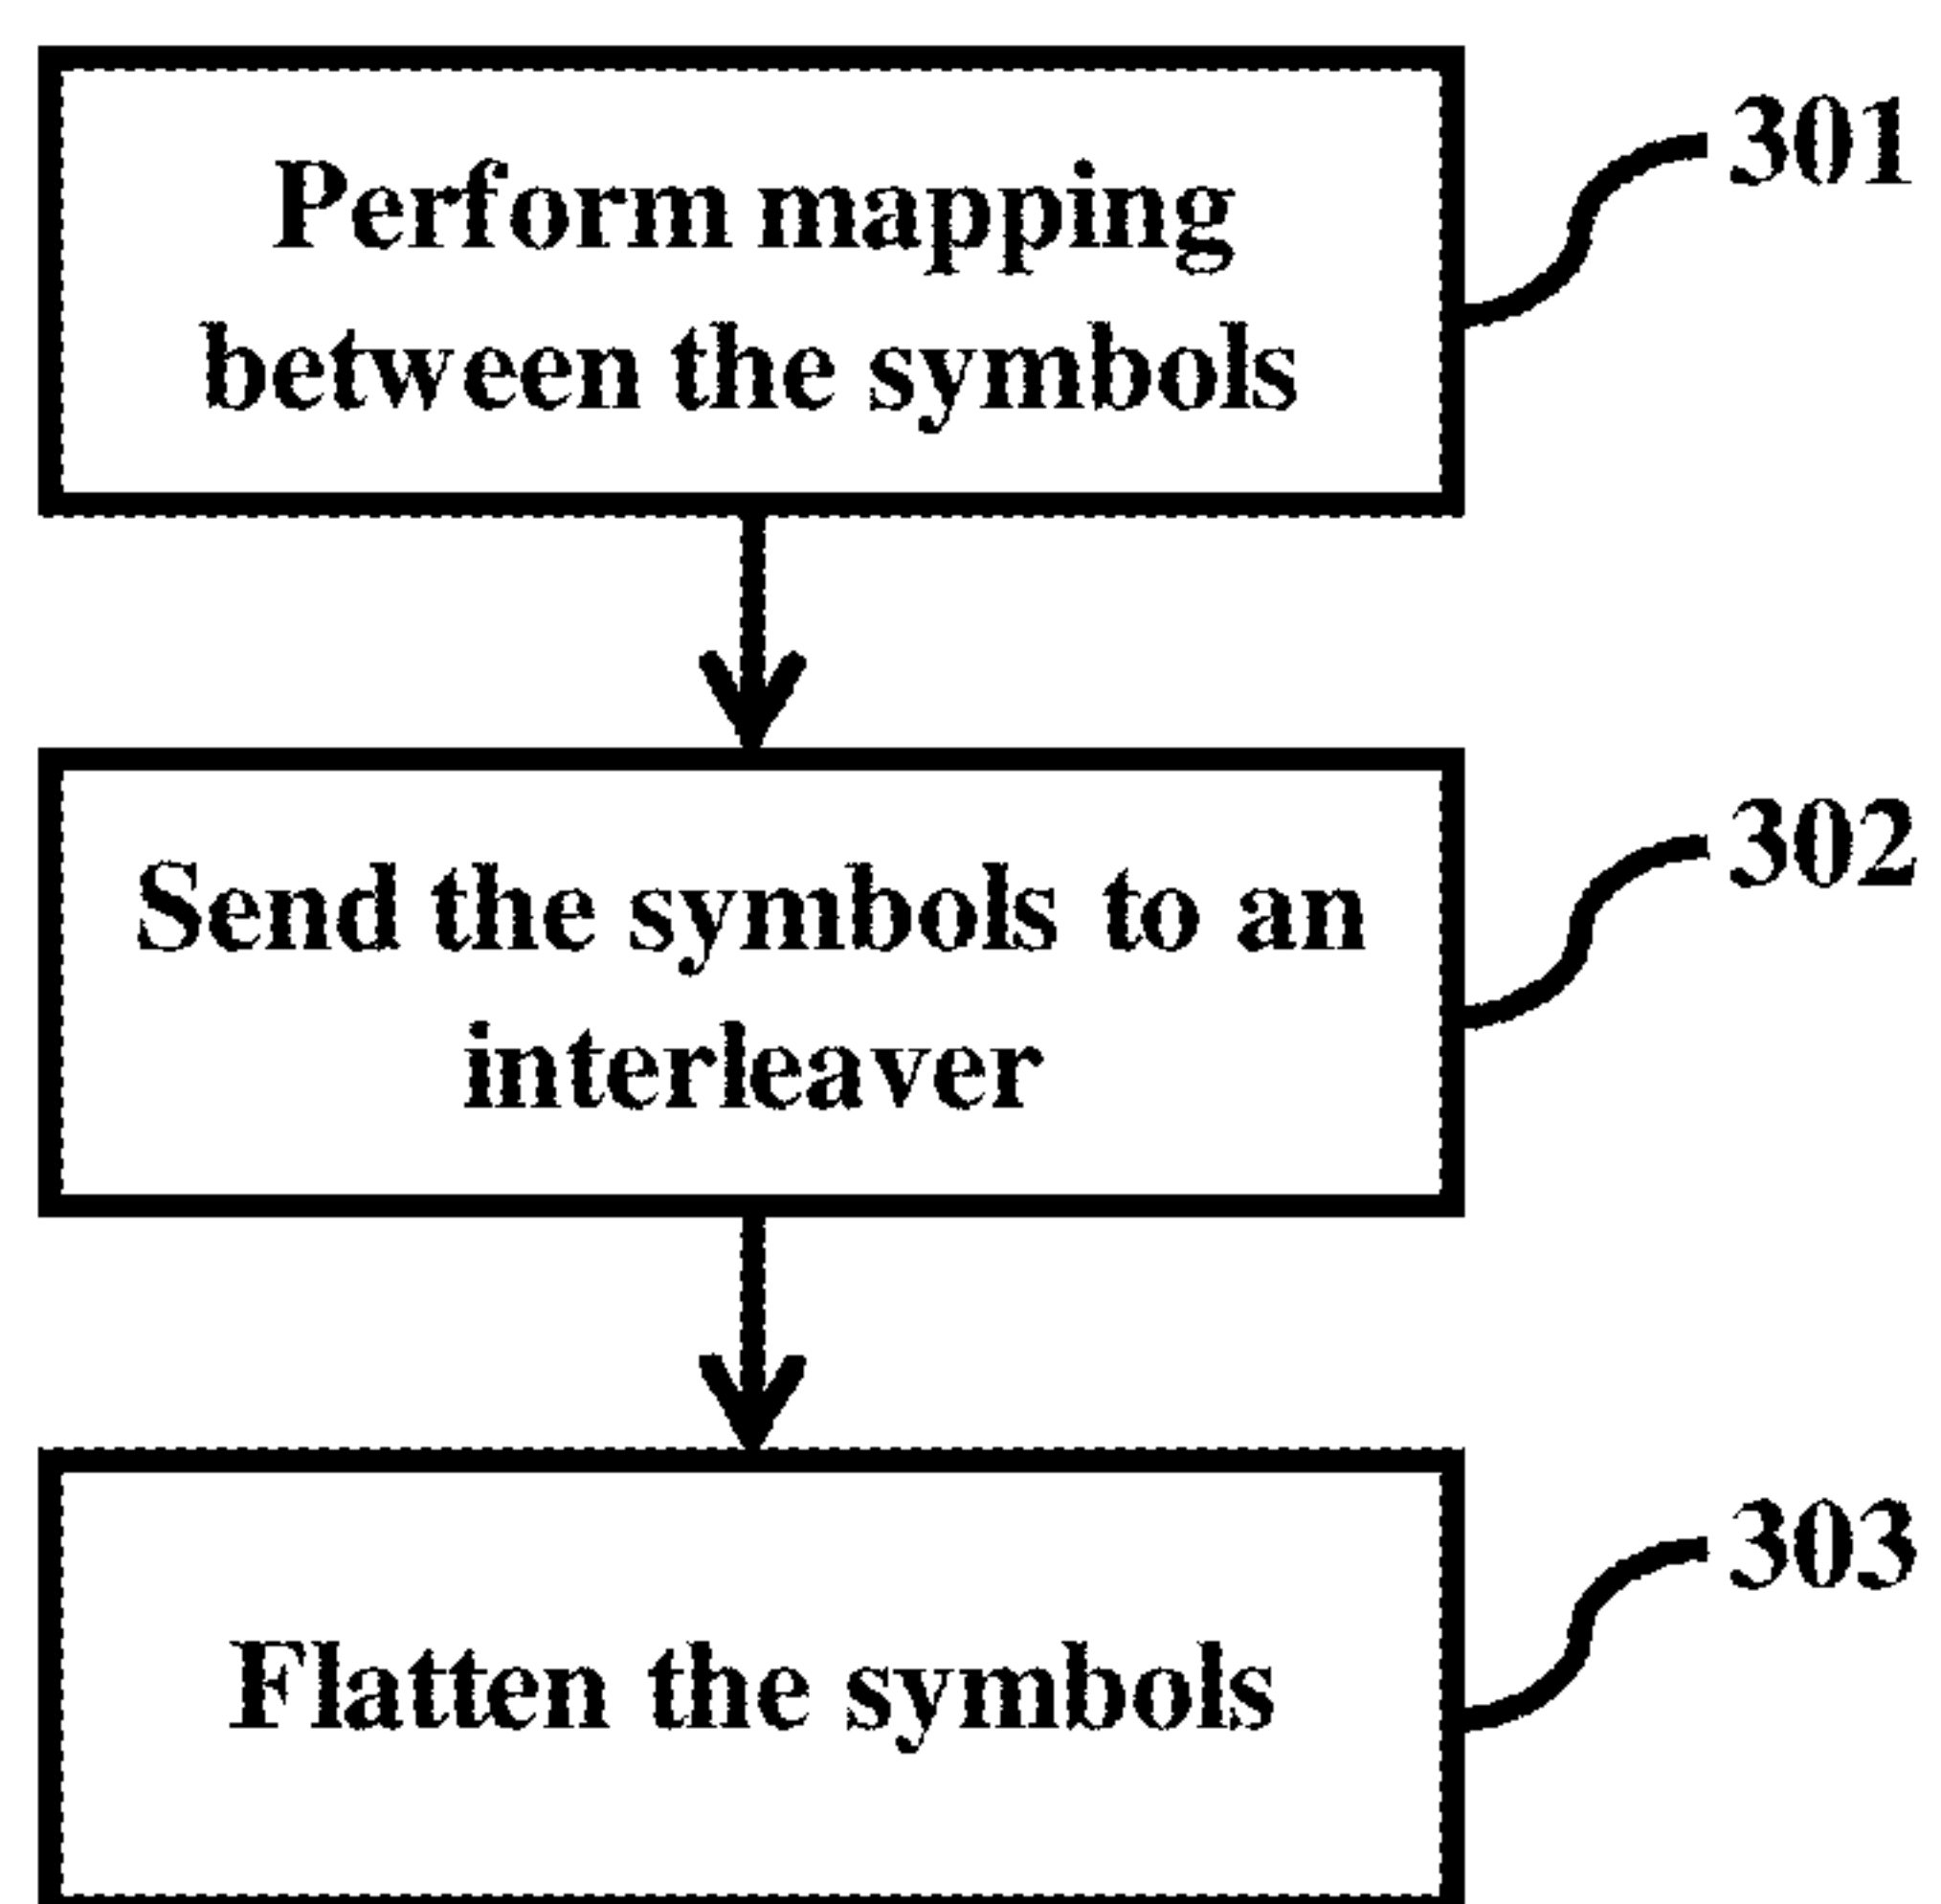 Perform mapping
between the symbols
301
Send the symbols to an
interleaver
302
Flatten the symbols
303